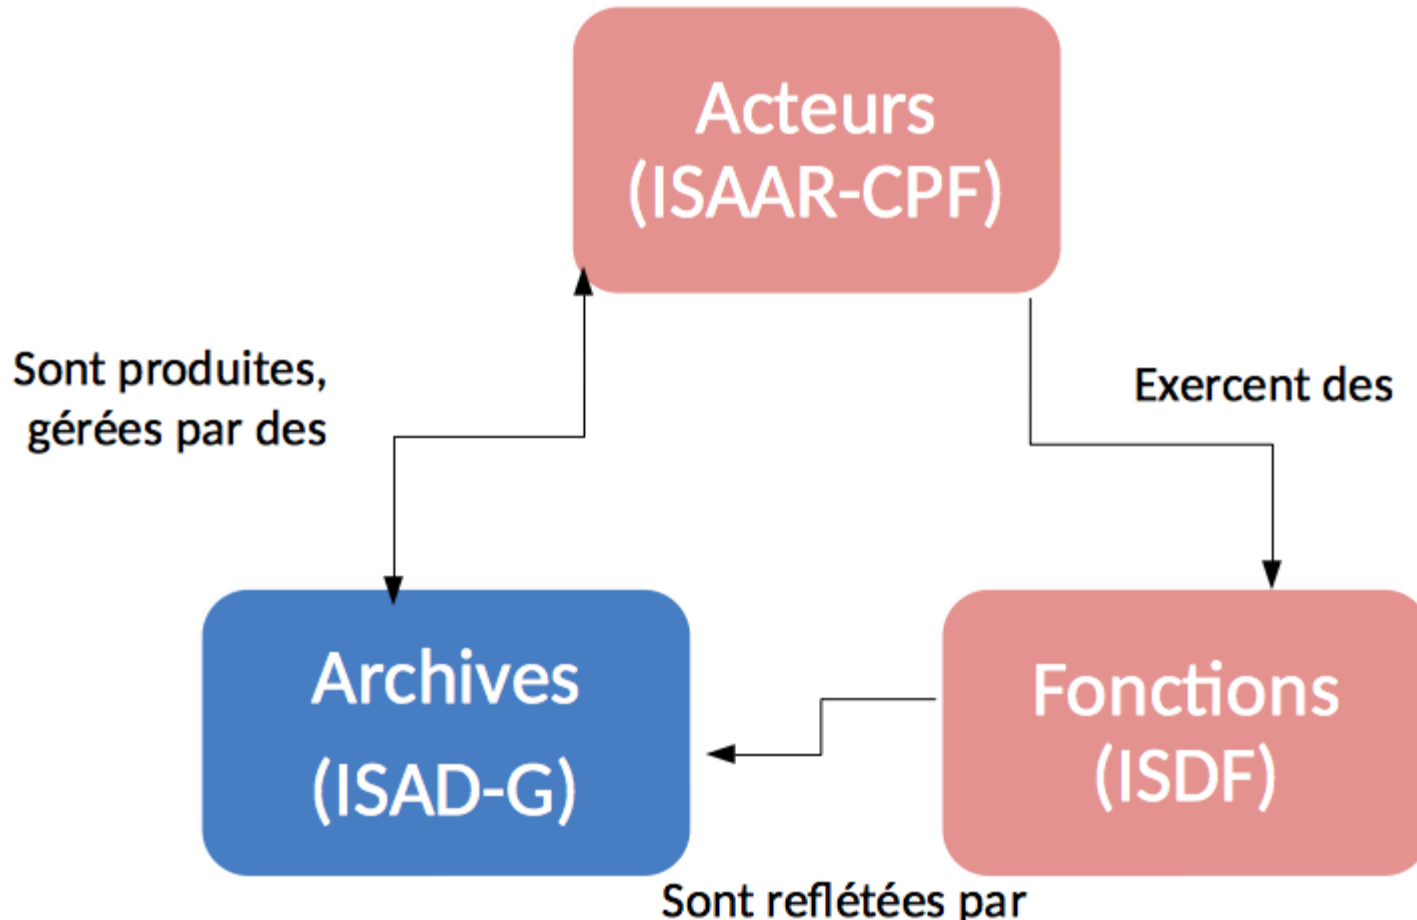 Acteurs
(ISAAR-CPF)
Sont produites,
gérées par des
Exercent des
Archives
(ISAD-G)
Fonctions
(ISDF)
Sont reflétées par